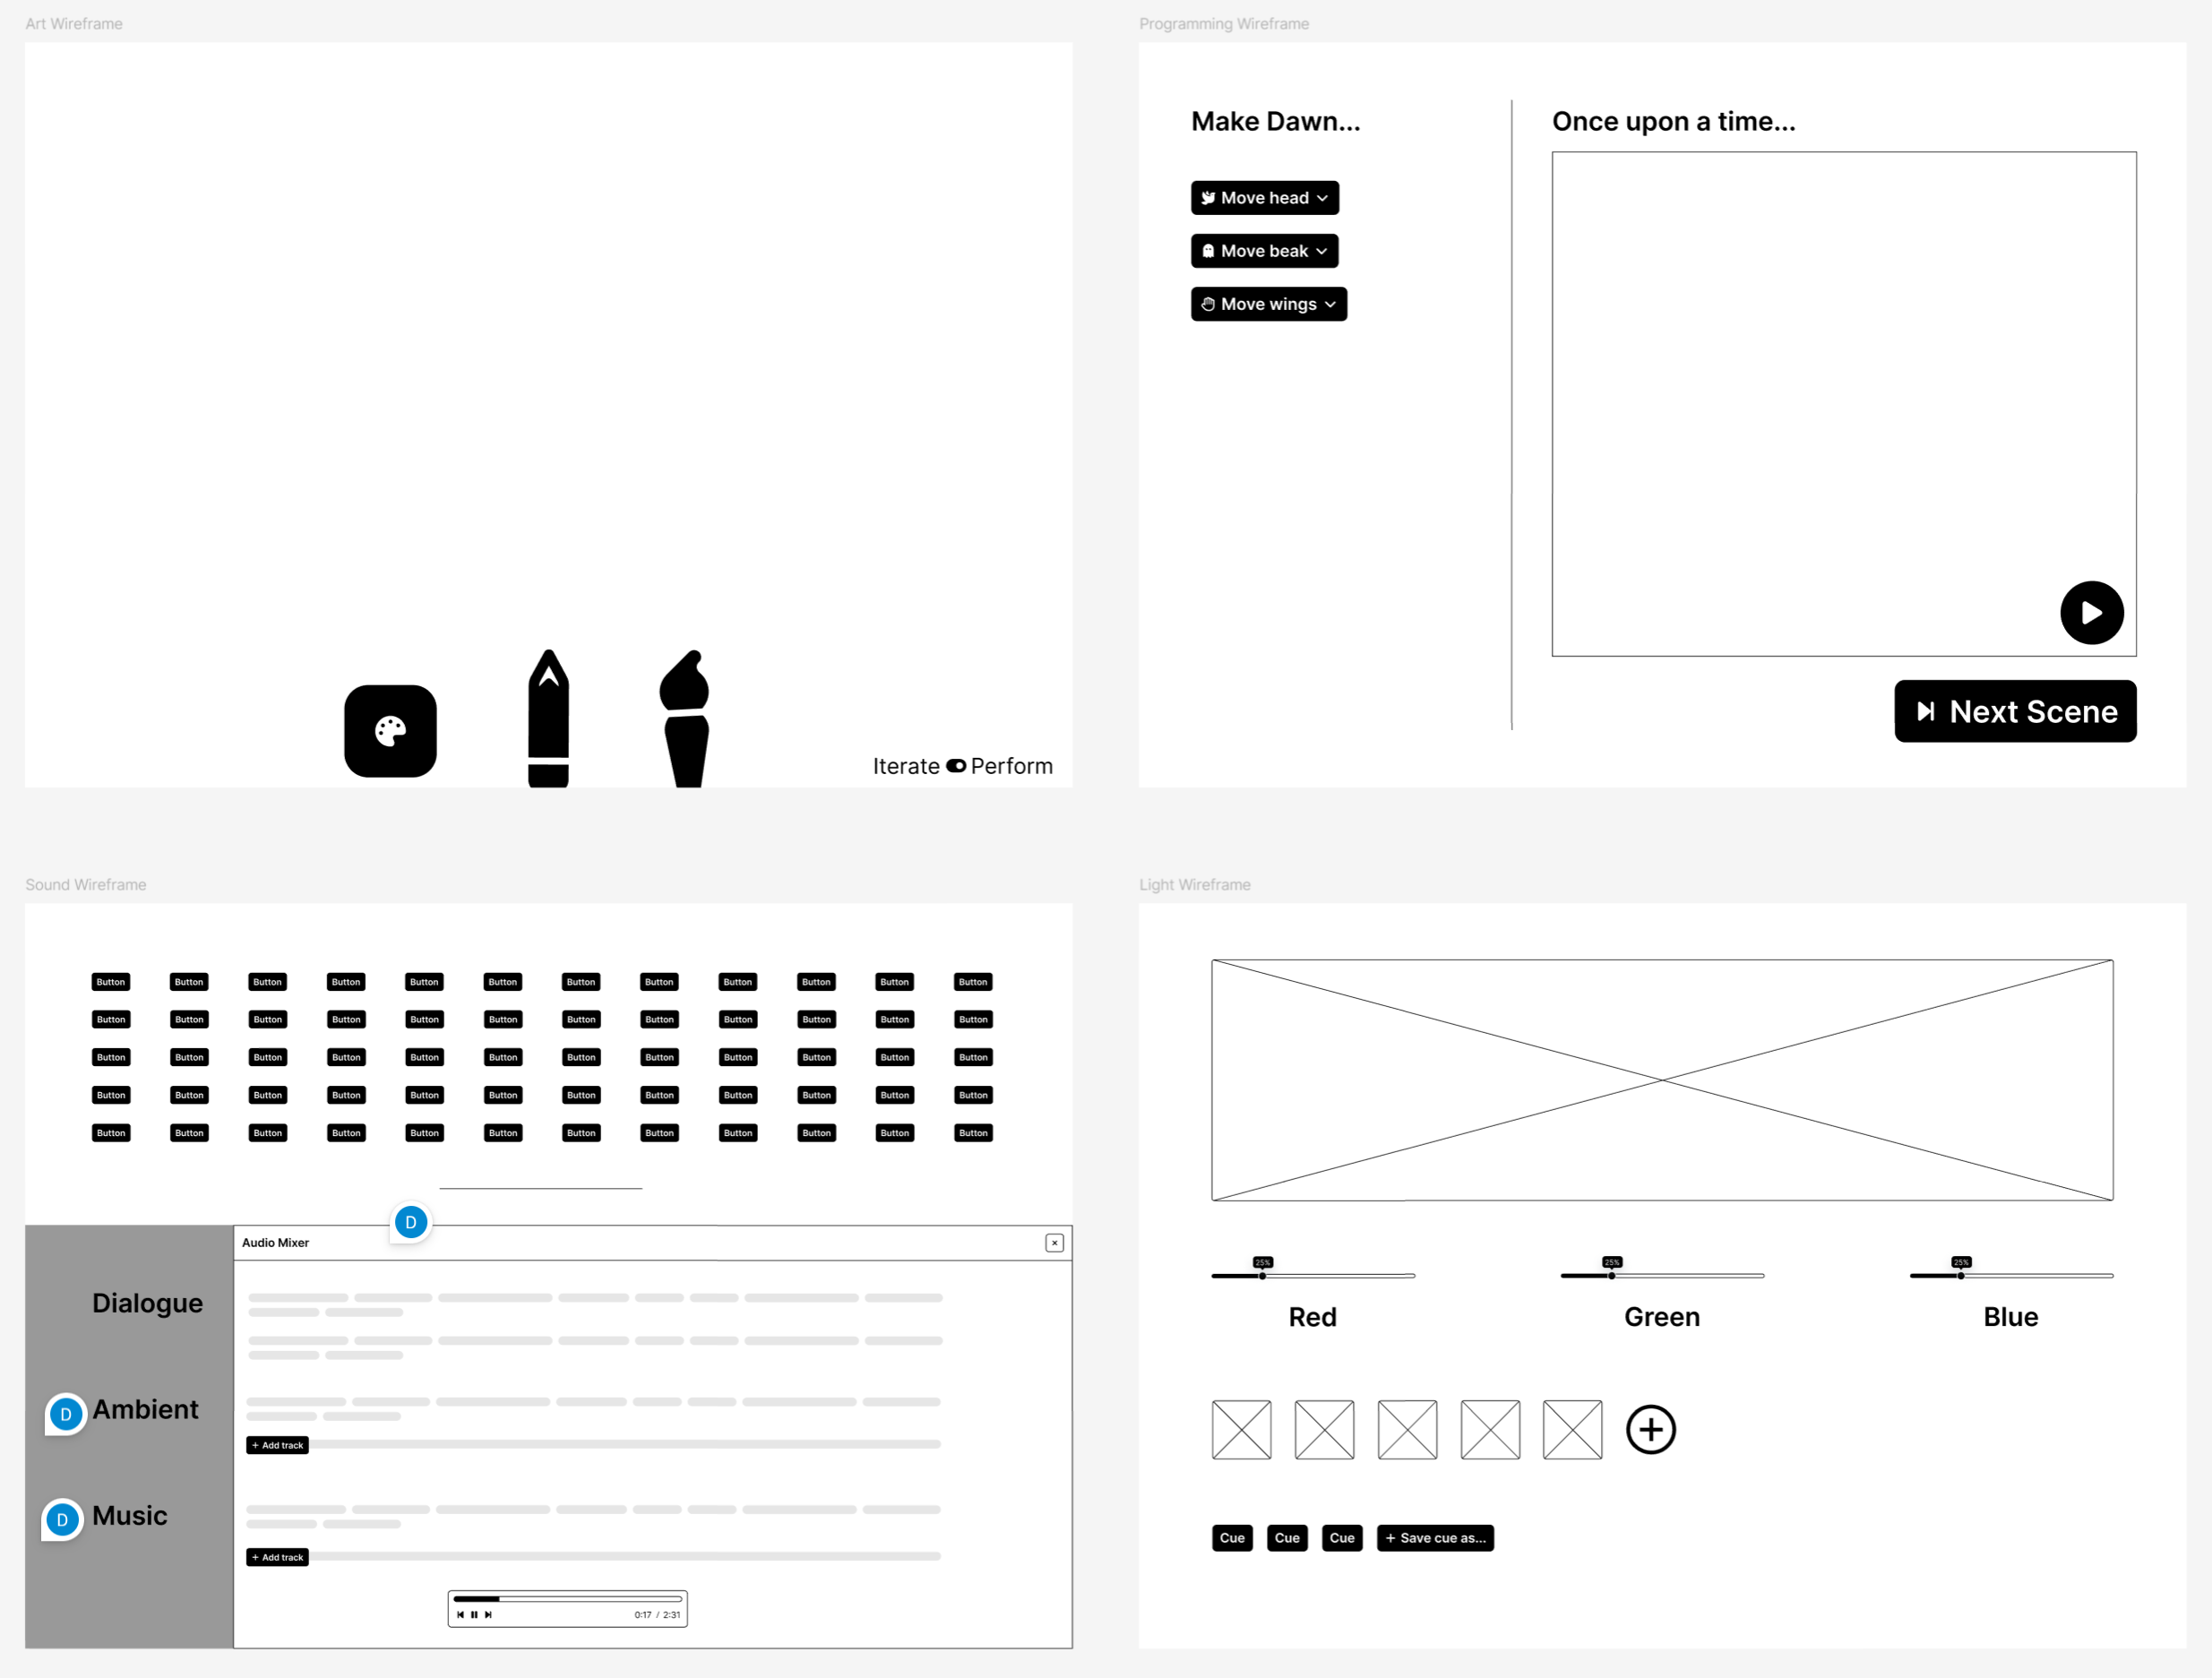 Art Wireframe
Iterate Perform
Programming Wireframe
Make Dawn...
Move head
Move beak
Move wings
Once upon a time...
Next Scene
Sound Wireframe
Button Button Button Button Button Button Button Button Button Button Button Button
Button Button Button Button Button Button Button Button Button Button Button Button
Button Button Button Button Button Button Button Button Button Button Button Button
Button Button Button Button Button Button Button Button Button Button Button Button
Button Button Button Button Button Button Button Button Button Button Button Button
D
Audio Mixer
Dialogue
D Ambient
+ Add track
D Music
+ Add track
0:17 / 2:31
Light Wireframe
25% 25% 25%
Red Green Blue
Cue Cue Cue + Save cue as...